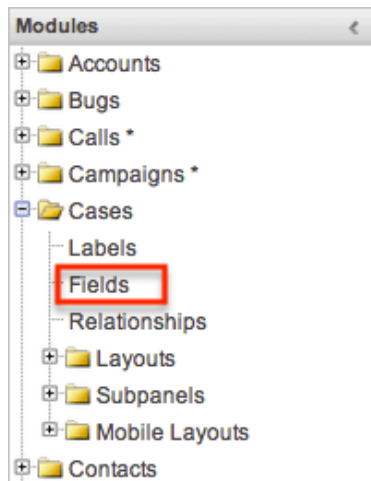 Modules
Accounts
Bugs
Calls *
Campaigns *
Cases
Labels
Fields
Relationships
Layouts
Subpanels
Mobile Layouts
Contacts